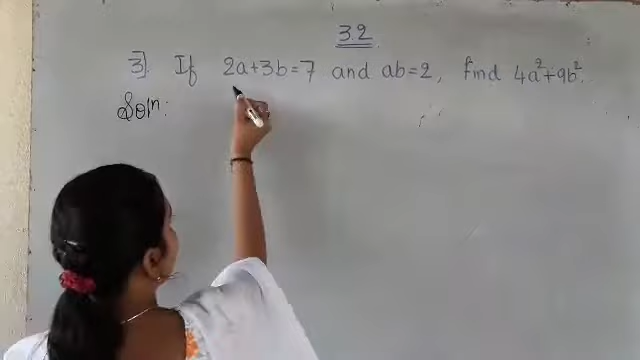 3.2
3]. If 2a+3b=7 and ab=2, find 4a²+9b².
Solⁿ: